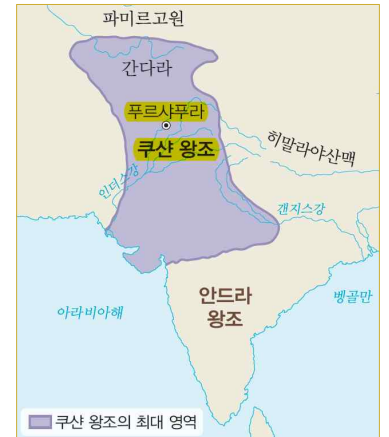 파미르고원
간다라
푸르샤푸라
쿠샨 왕조
히말라야산맥
인더스강
갠지스강
안드라
왕조
벵골만
아라비아해
쿠샨 왕조의 최대 영역